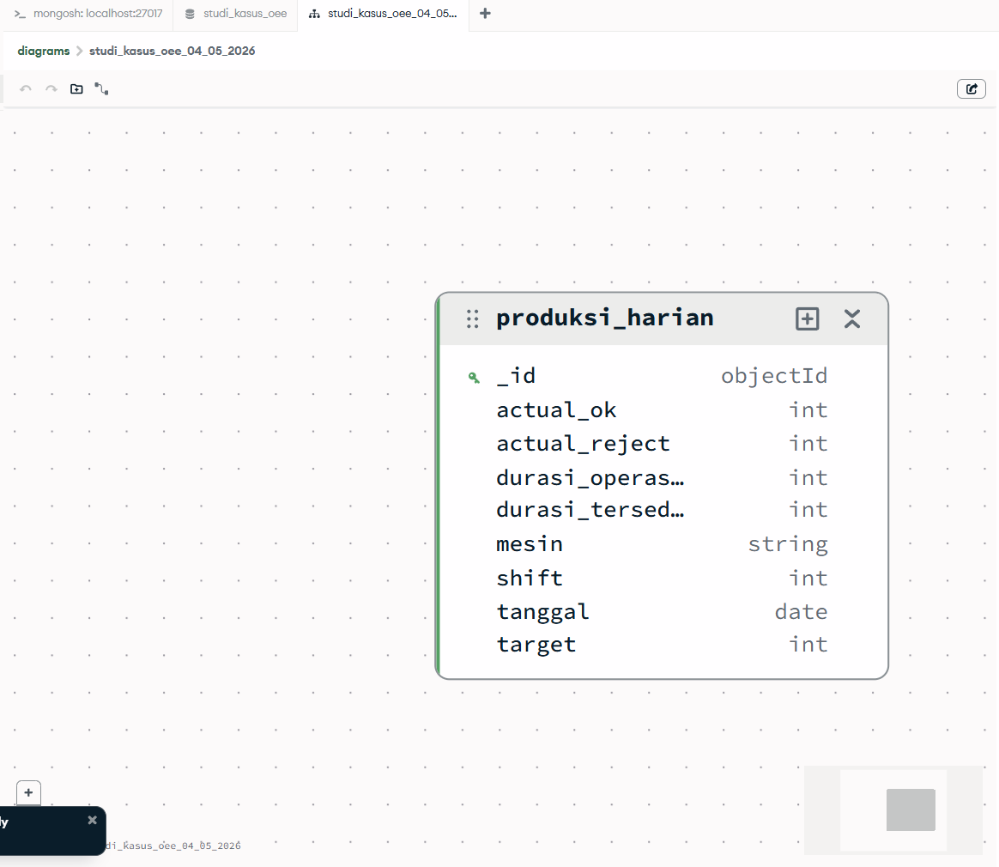 mongosh: localhost:27017 studi_kasus_oee studi_kasus_oee_04_05...
diagrams studi_kasus_oee_04_05_2026
produksi_harian
_id objectId
actual_ok int
actual_reject int
durasi_operas… int
durasi_tersed… int
mesin string
shift int
tanggal date
target int
ly
di_kasus_oee_04_05_2026